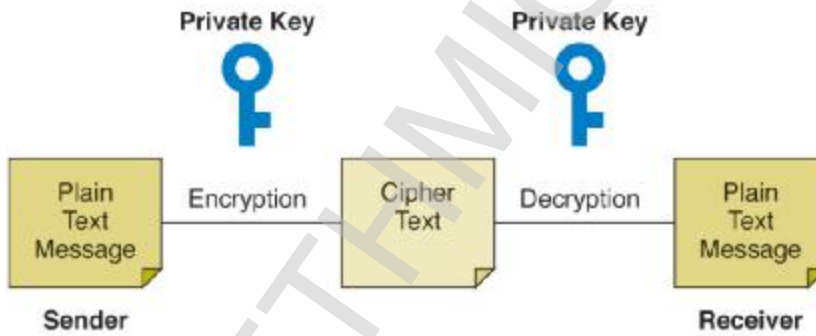 Private Key
Private Key
Plain
Text
Message
Encryption
Cipher
Text
Decryption
Plain
Text
Message
Sender
Receiver